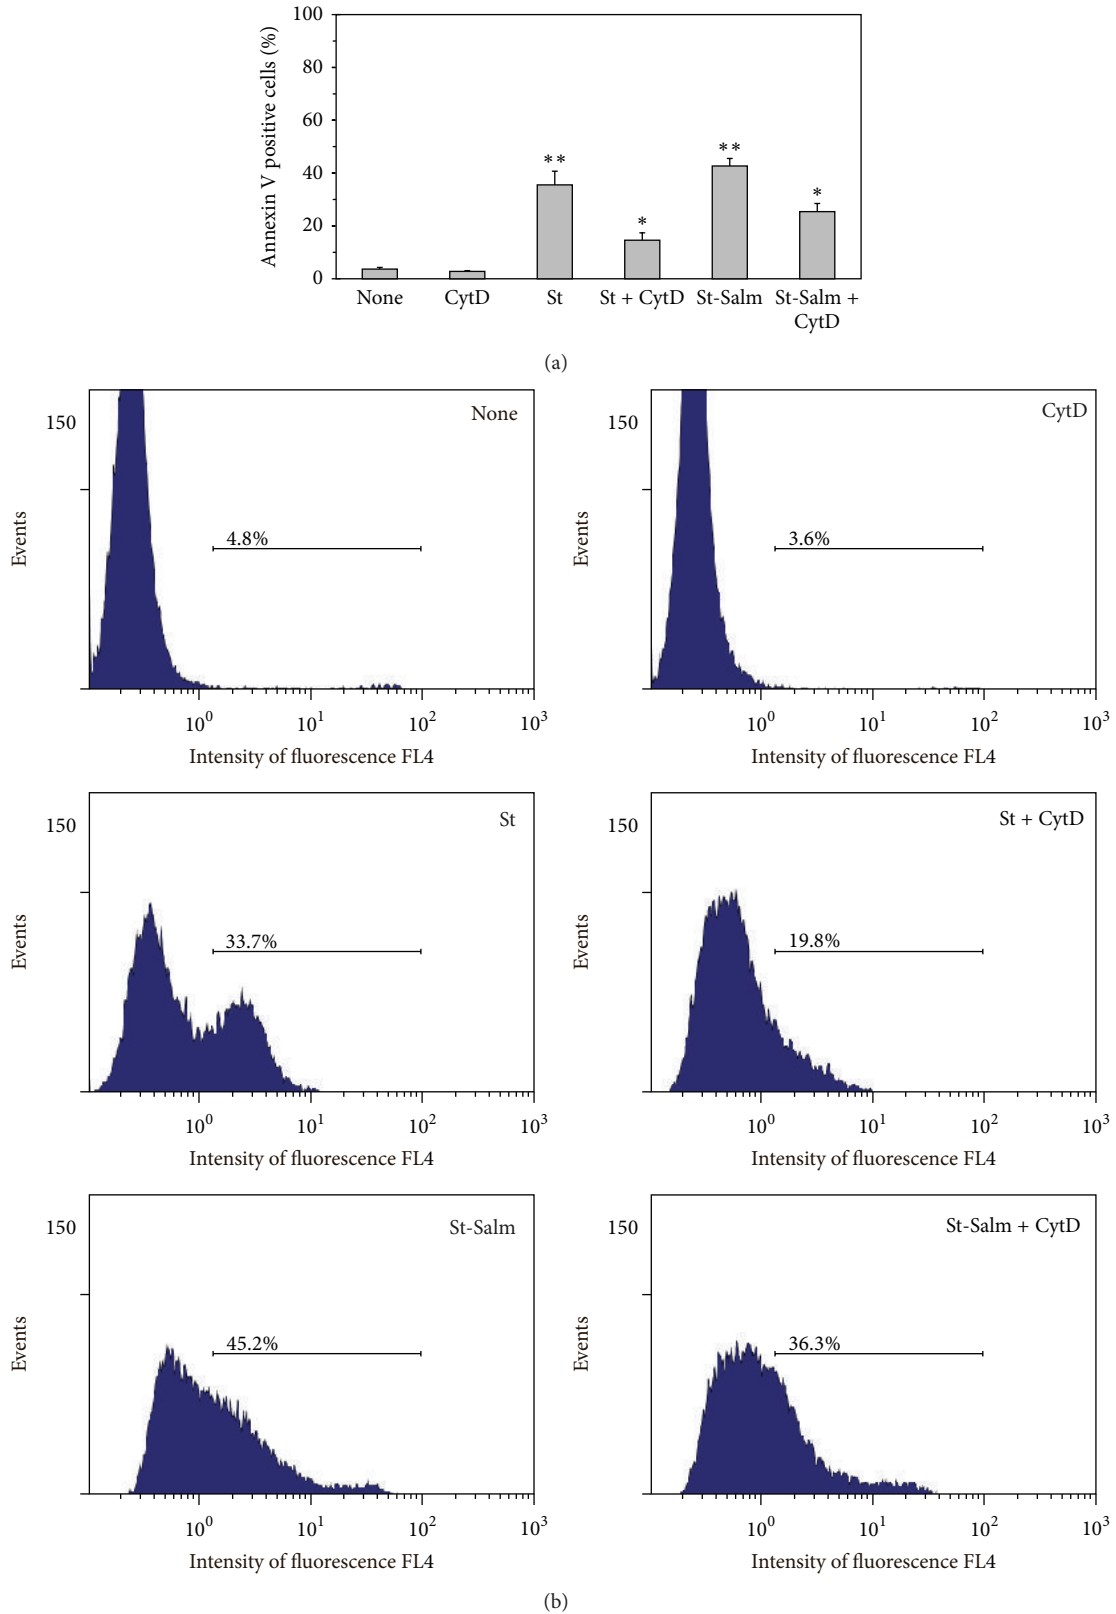 100
80
60
40
20
0
Annexin V positive cells (%)
**
*
**
*
None CytD St St + CytD St-Salm St-Salm +
CytD
(a)
None
150
Events
4.8%
10^0 10^1 10^2 10^3
Intensity of fluorescence FL4
CytD
150
Events
3.6%
10^0 10^1 10^2 10^3
Intensity of fluorescence FL4
St
150
Events
33.7%
10^0 10^1 10^2 10^3
Intensity of fluorescence FL4
St + CytD
150
Events
19.8%
10^0 10^1 10^2 10^3
Intensity of fluorescence FL4
St-Salm
150
Events
45.2%
10^0 10^1 10^2 10^3
Intensity of fluorescence FL4
St-Salm + CytD
150
Events
36.3%
10^0 10^1 10^2 10^3
Intensity of fluorescence FL4
(b)